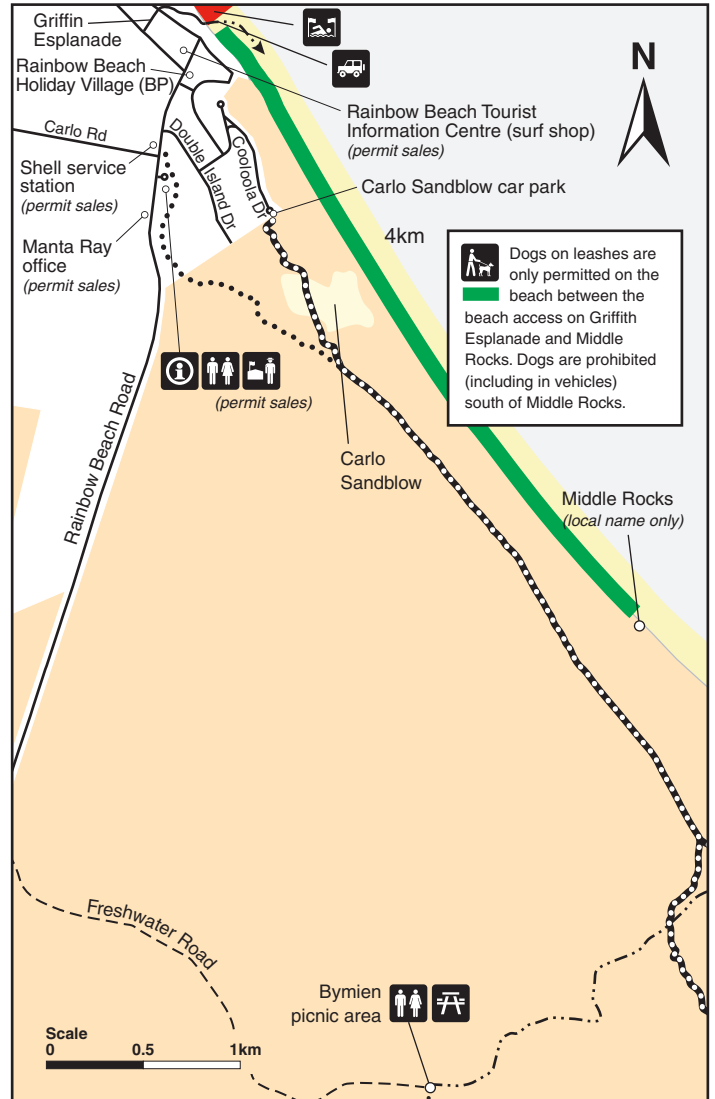 Griffin
Esplanade
Rainbow Beach
Holiday Village (BP)
N
Rainbow Beach Tourist
Information Centre (surf shop)
(permit sales)
Carlo Rd
Double Island Dr
Cooloola Dr
Shell service
station
(permit sales)
Carlo Sandblow car park
4km
Manta Ray
office
(permit sales)
Dogs on leashes are
only permitted on the
beach between the
beach access on Griffith
Esplanade and Middle
Rocks. Dogs are prohibited
(including in vehicles)
south of Middle Rocks.
(permit sales)
Rainbow Beach Road
Carlo
Sandblow
Middle Rocks
(local name only)
Freshwater Road
Bymien
picnic area
Scale
0 0.5 1km